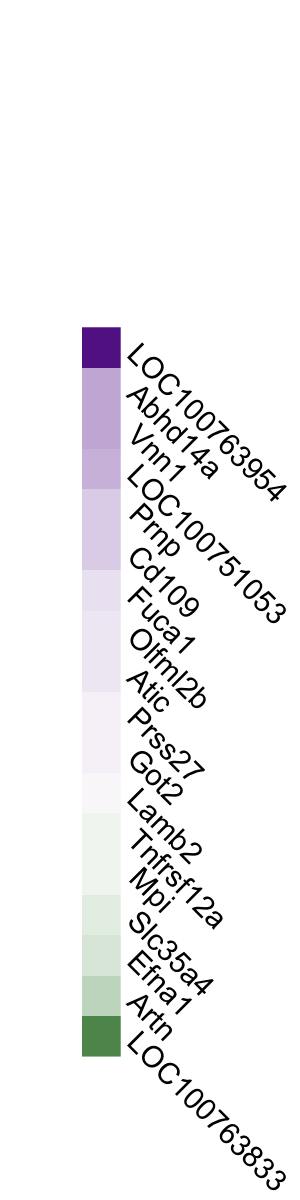 LOC100763954
Abhd14a
Vnn1
LOC100751053
Prnp
Cd109
Fuca1
Olfml2b
Atic
Prss27
Got2
Lamb2
Tnfrsf12a
Mpi
Slc35a4
Efna1
Artn
LOC100763833